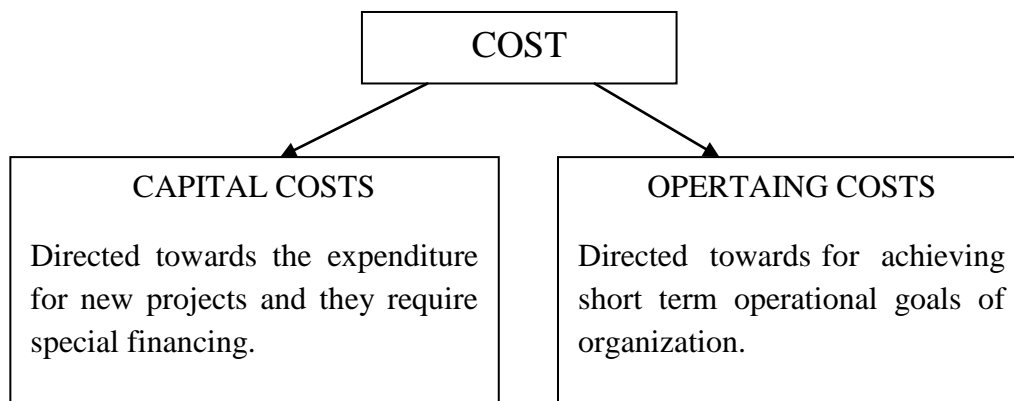 COST
CAPITAL COSTS
Directed towards the expenditure
for new projects and they require
special financing.
OPERTAING COSTS
Directed towards for achieving
short term operational goals of
organization.